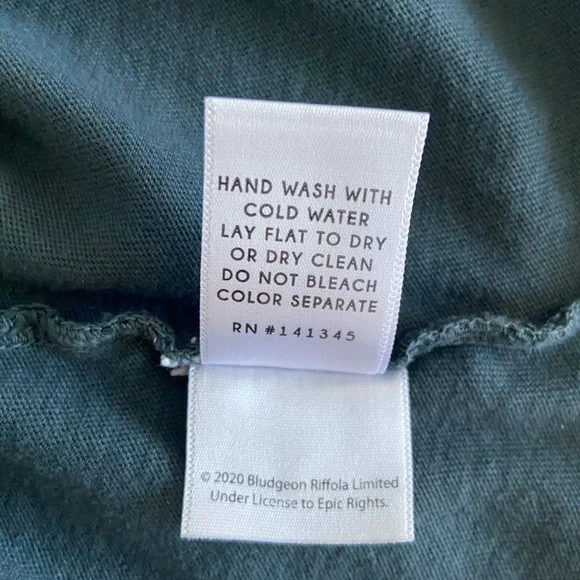 HAND WASH WITH
COLD WATER
LAY FLAT TO DRY
OR DRY CLEAN
DO NOT BLEACH
COLOR SEPARATE
RN #141345
© 2020 Bludgeon Riffola Limited
Under License to Epic Rights.